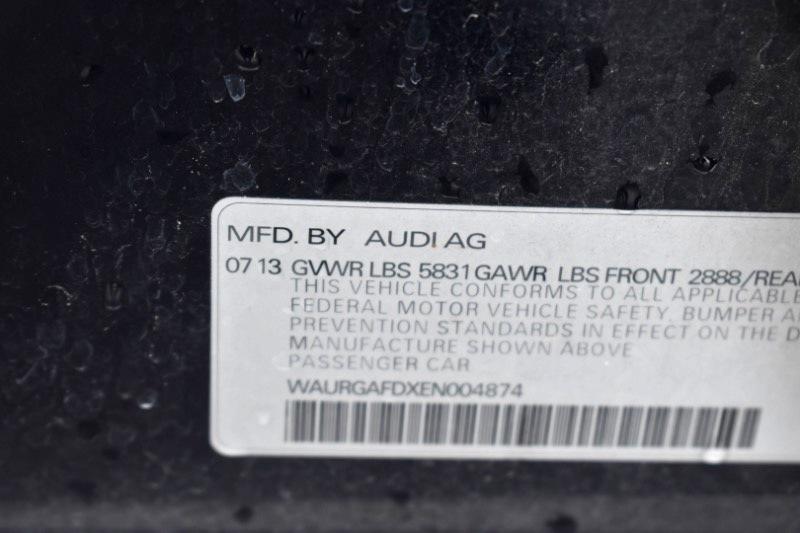 MFD. BY AUDI AG
07 13 GVWR LBS 5831 GAWR LBS FRONT 2888/REA
THIS VEHICLE CONFORMS TO ALL APPLICABLE
FEDERAL MOTOR VEHICLE SAFETY, BUMPER A
PREVENTION STANDARDS IN EFFECT ON THE D
MANUFACTURE SHOWN ABOVE
PASSENGER CAR
WAURGAFDXEN004874